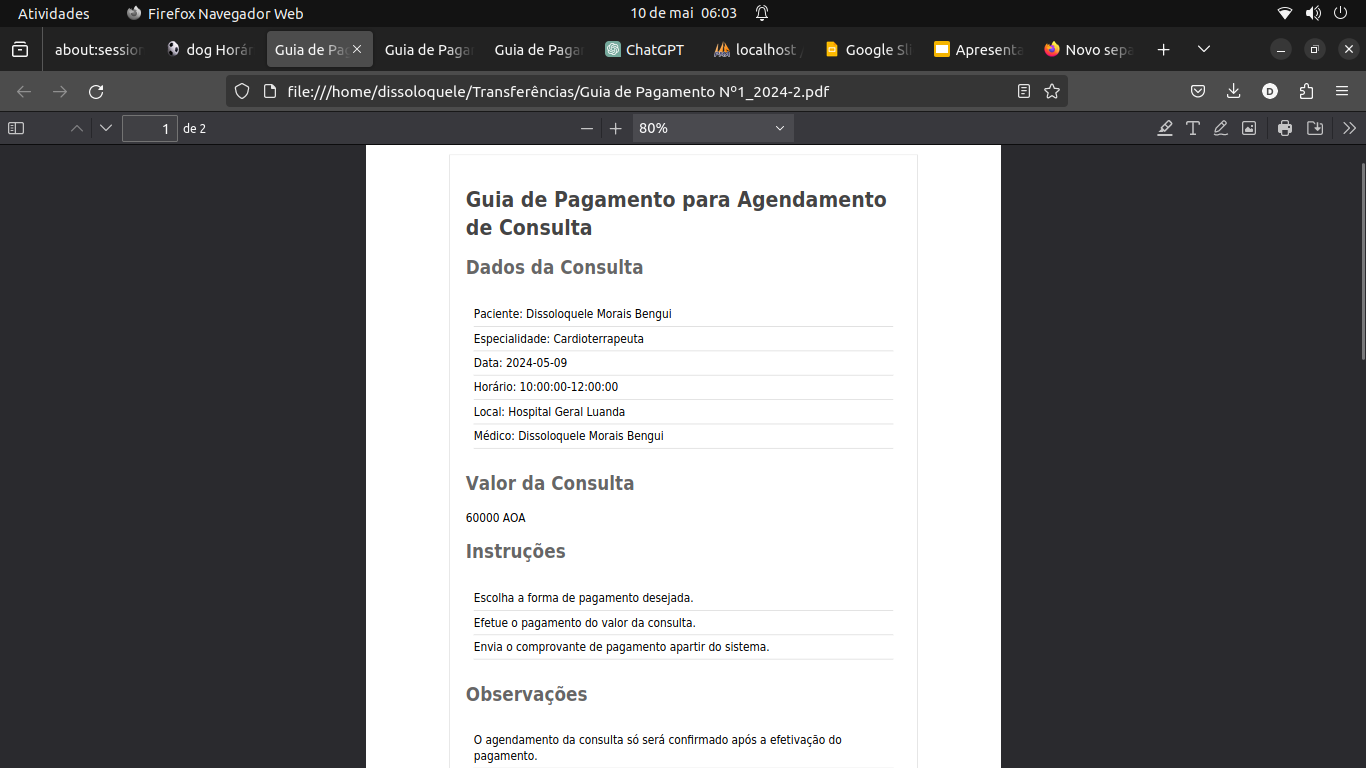 Atividades
Firefox Navegador Web
10 de mai 06:03
about:session
dog Horár
Guia de Pag
Guia de Pagar
Guia de Pagar
ChatGPT
localhost /
Google Sli
Apresenta
Novo sepa
file:///home/dissoloquele/Transferências/Guia de Pagamento Nº1_2024-2.pdf
D
1
de 2
80%
Guia de Pagamento para Agendamento
de Consulta
Dados da Consulta
Paciente: Dissoloquele Morais Bengui
Especialidade: Cardioterrapeuta
Data: 2024-05-09
Horário: 10:00:00-12:00:00
Local: Hospital Geral Luanda
Médico: Dissoloquele Morais Bengui
Valor da Consulta
60000 AOA
Instruções
Escolha a forma de pagamento desejada.
Efetue o pagamento do valor da consulta.
Envia o comprovante de pagamento apartir do sistema.
Observações
O agendamento da consulta só será confirmado após a efetivação do
pagamento.